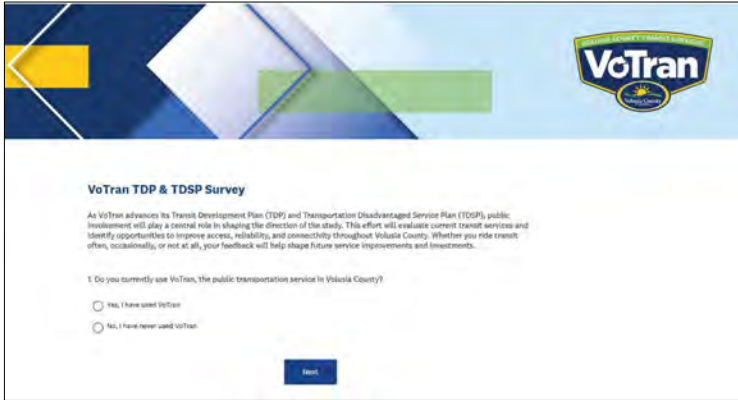 VOLUSIA COUNTY'S TRANSIT SERVICES
VoTran
Volusia County
VoTran TDP & TDSP Survey
As VoTran advances its Transit Development Plan (TDP) and Transportation Disadvantaged Service Plan (TDSP), public
involvement will play a central role in shaping the direction of the study. This effort will evaluate current transit services and
identify opportunities to improve access, reliability, and connectivity throughout Volusia County. Whether you ride transit
often, occasionally, or not at all, your feedback will help shape future service improvements and investments.
1. Do you currently use VoTran, the public transportation service in Volusia County?
Yes, I have used VoTran
No, I have never used VoTran
Next